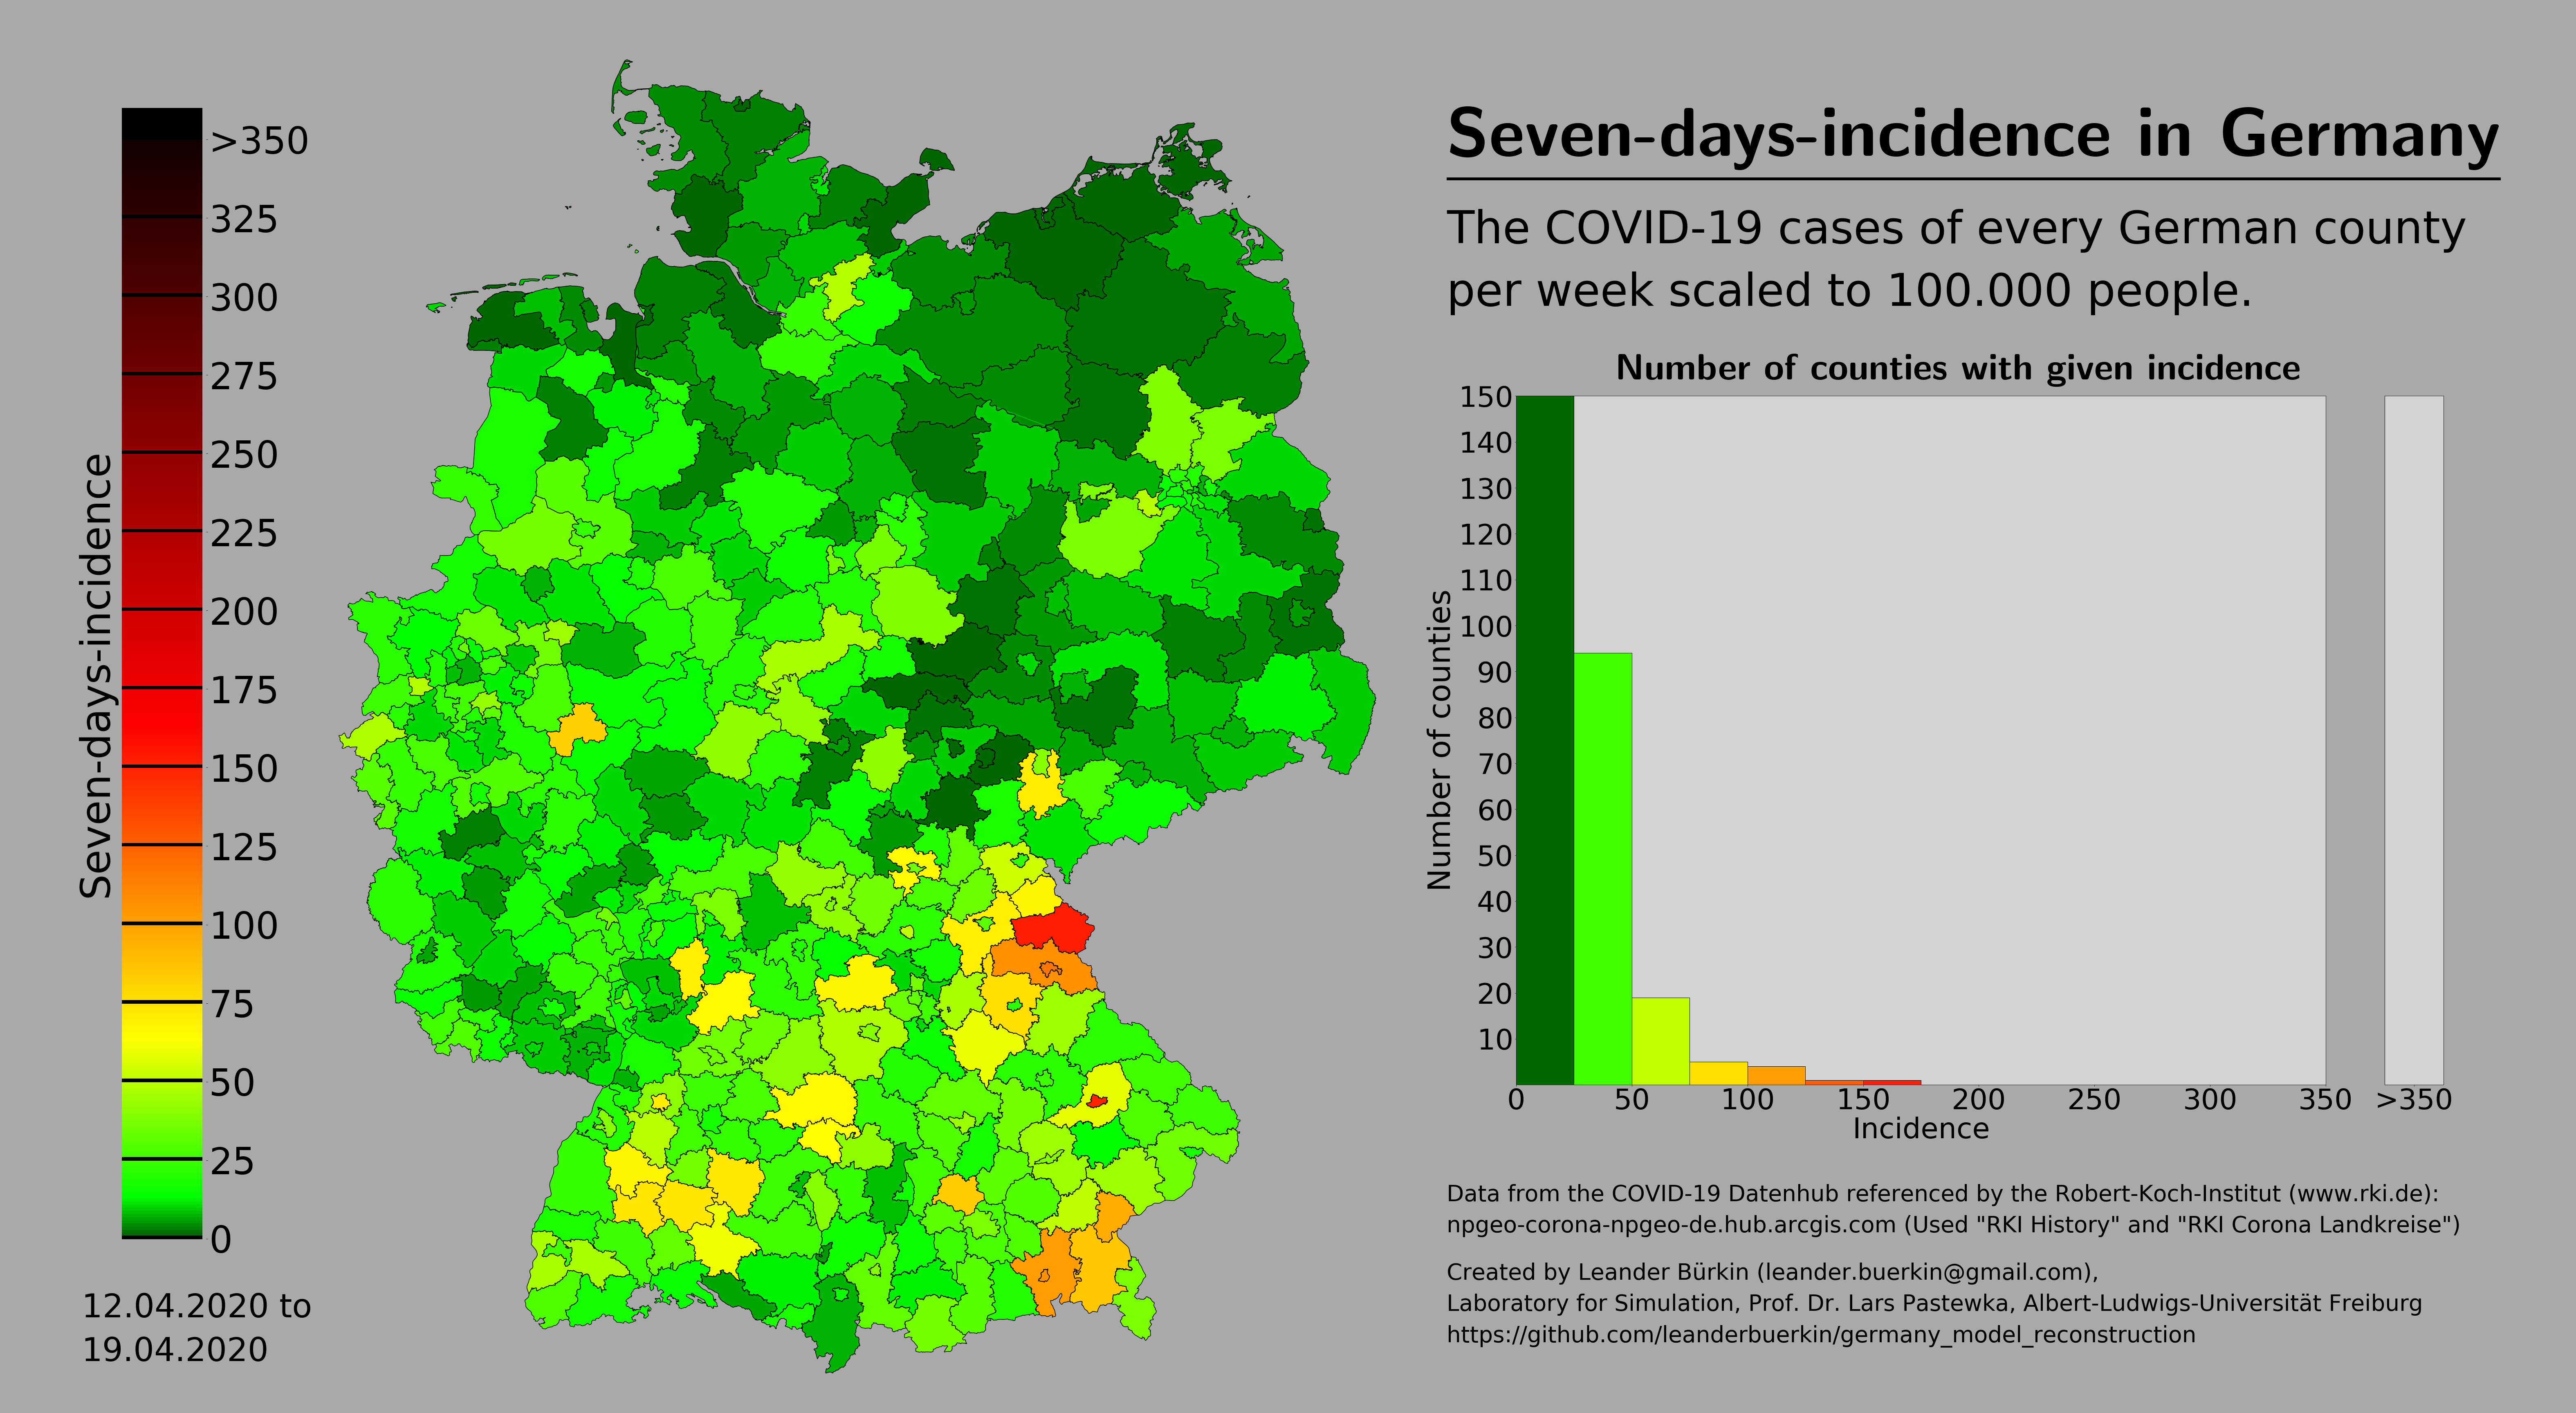 Seven-days-incidence in Germany
The COVID-19 cases of every German county
per week scaled to 100.000 people.
Seven-days-incidence
>350
325
300
275
250
225
200
175
150
125
100
75
50
25
0
12.04.2020 to
19.04.2020
Number of counties with given incidence
Number of counties
150
140
130
120
110
100
90
80
70
60
50
40
30
20
10
0 50 100 150 200 250 300 350 >350
Incidence
Data from the COVID-19 Datenhub referenced by the Robert-Koch-Institut (www.rki.de):
npgeo-corona-npgeo-de.hub.arcgis.com (Used "RKI History" and "RKI Corona Landkreise")
Created by Leander Bürkin (leander.buerkin@gmail.com),
Laboratory for Simulation, Prof. Dr. Lars Pastewka, Albert-Ludwigs-Universität Freiburg
https://github.com/leanderbuerkin/germany_model_reconstruction